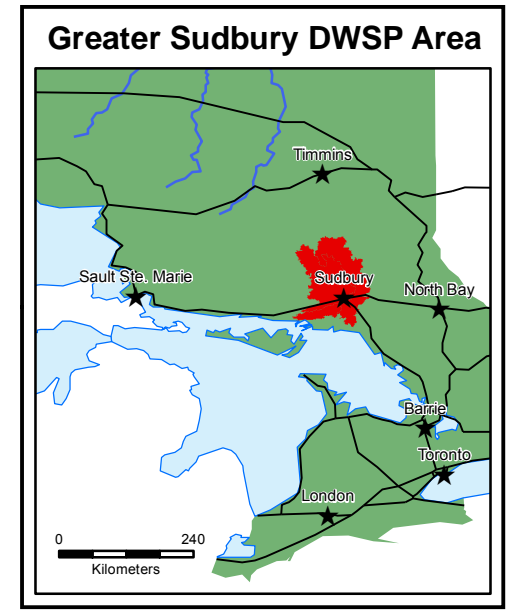 Greater Sudbury DWSP Area
Timmins
Sault Ste. Marie
Sudbury
North Bay
Barrie
Toronto
London
0 240
Kilometers